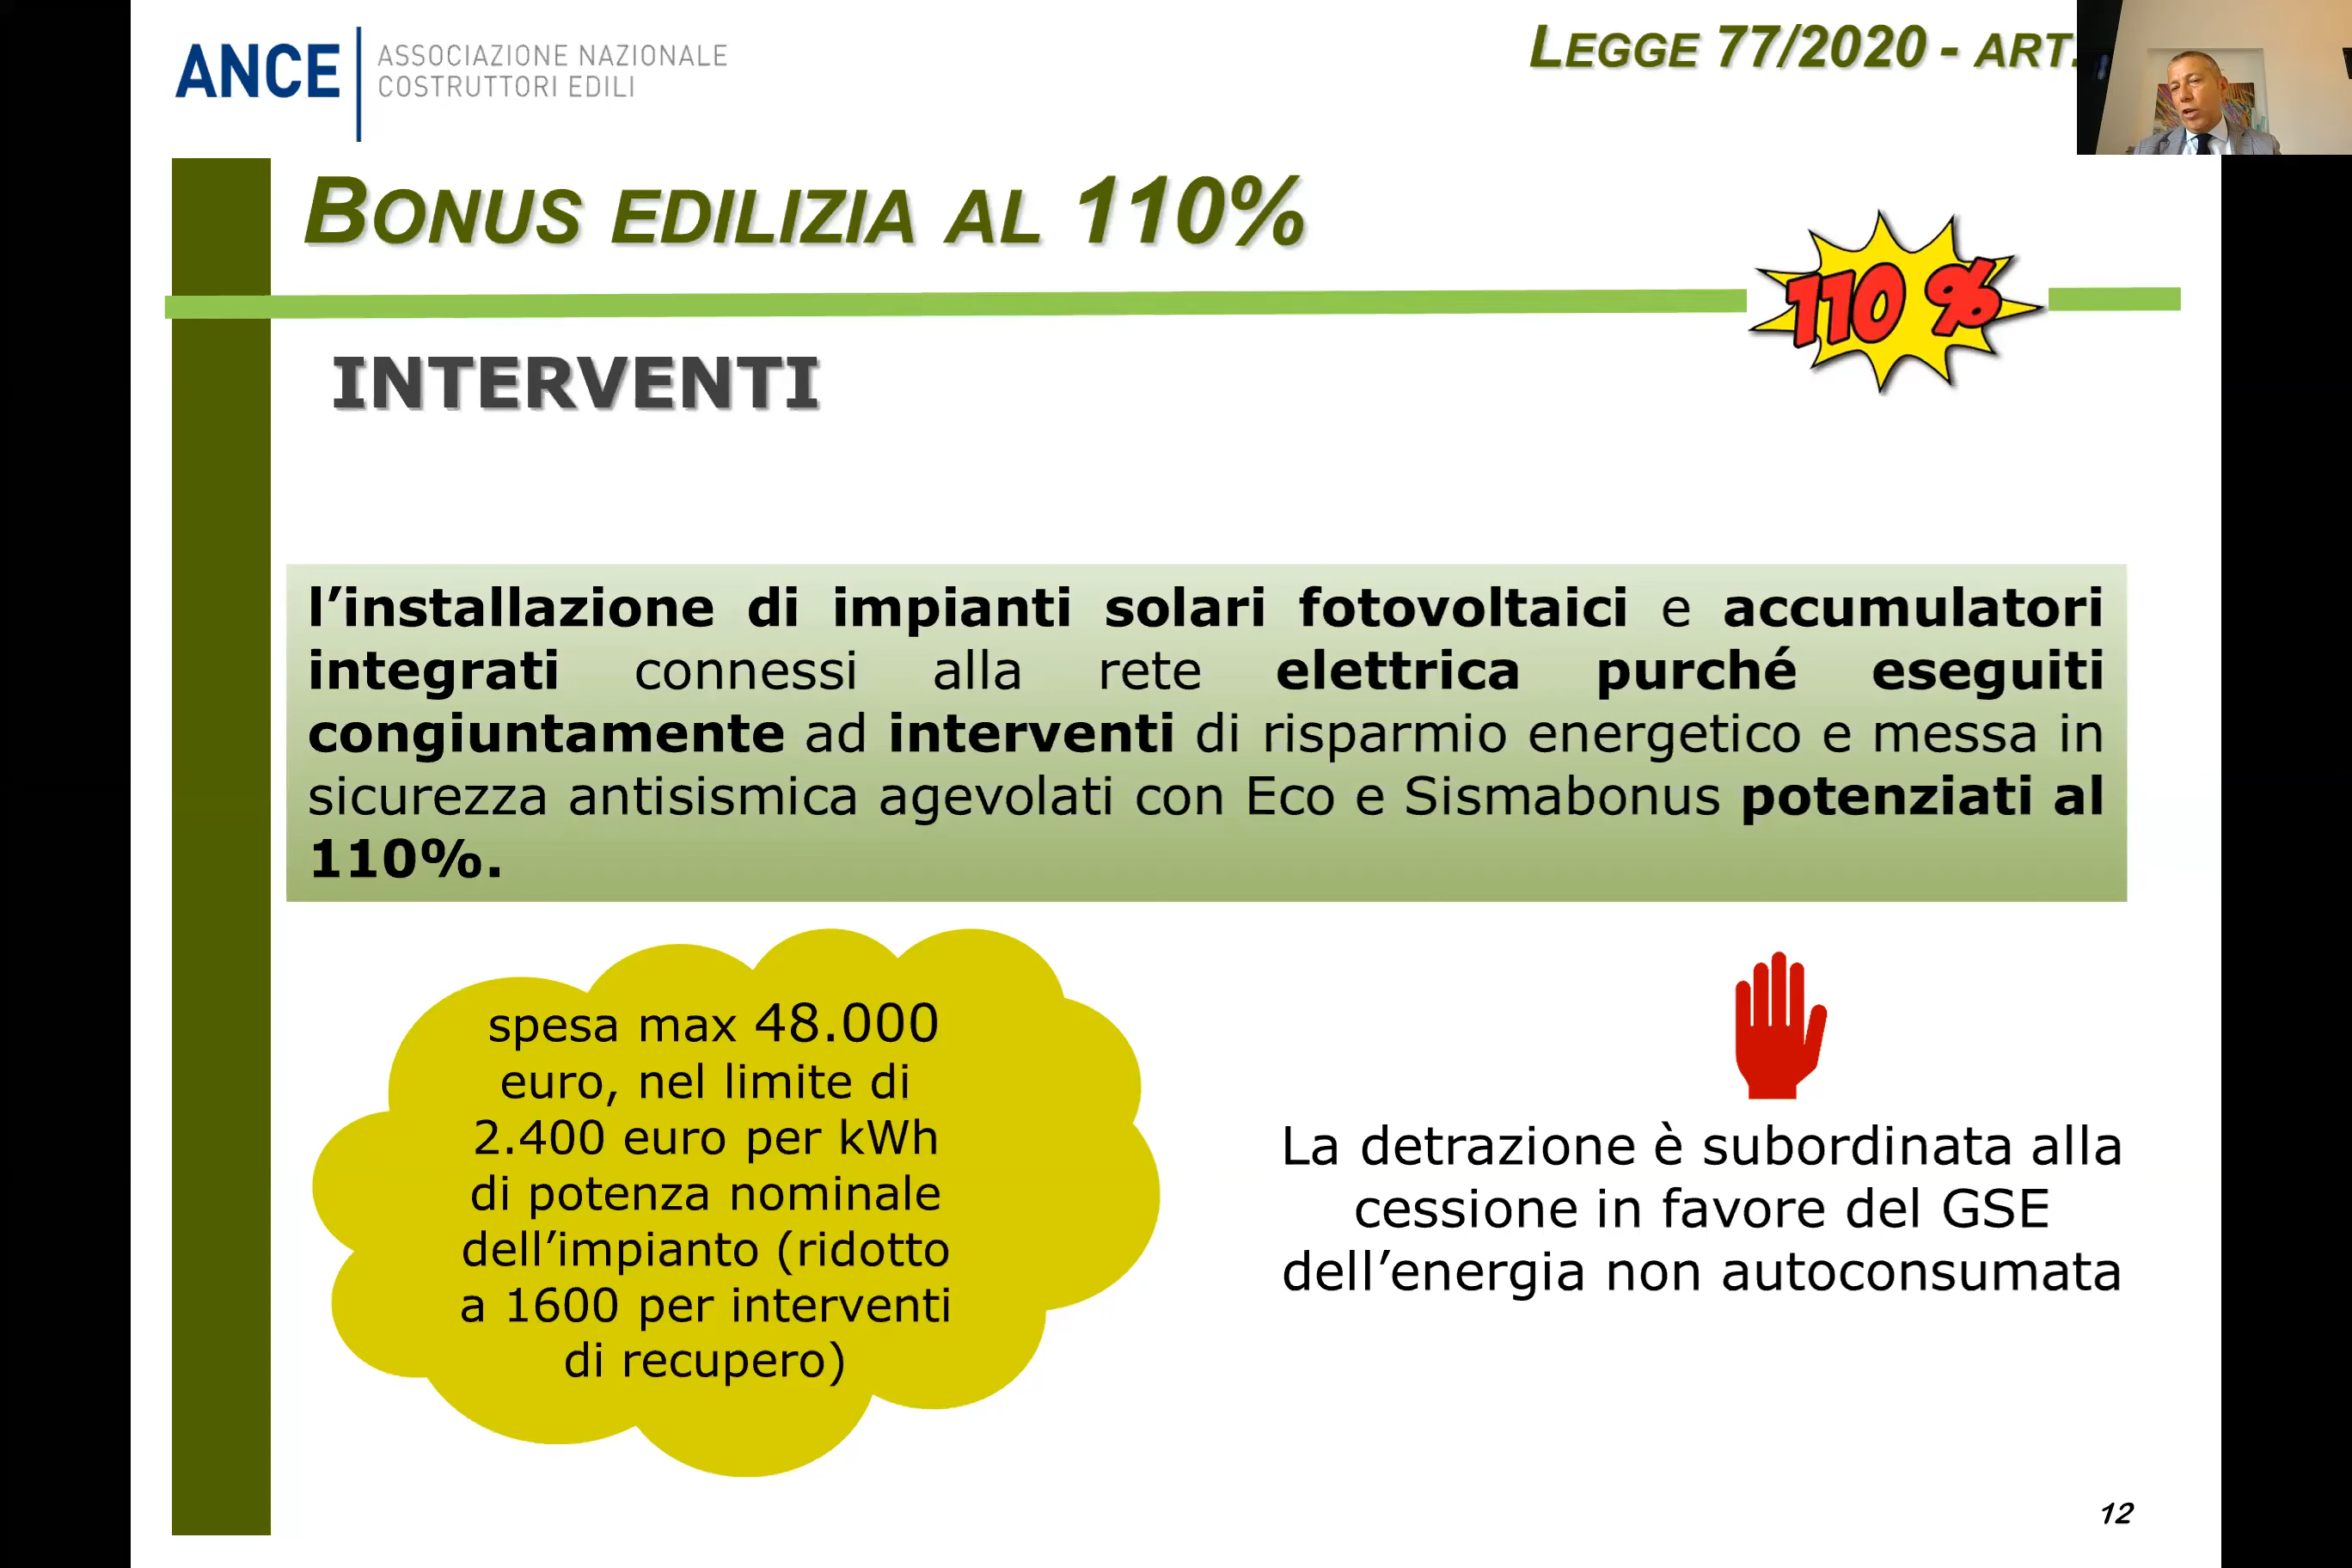 ANCE
ASSOCIAZIONE NAZIONALE
COSTRUTTORI EDILI
LEGGE 77/2020 - ART.
BONUS EDILIZIA AL 110%
110 %
INTERVENTI
l’installazione di impianti solari fotovoltaici e accumulatori
integrati connessi alla rete elettrica purché eseguiti
congiuntamente ad interventi di risparmio energetico e messa in
sicurezza antisismica agevolati con Eco e Sismabonus potenziati al
110%.
spesa max 48.000
euro, nel limite di
2.400 euro per kWh
di potenza nominale
dell’impianto (ridotto
a 1600 per interventi
di recupero)
La detrazione è subordinata alla
cessione in favore del GSE
dell’energia non autoconsumata
12